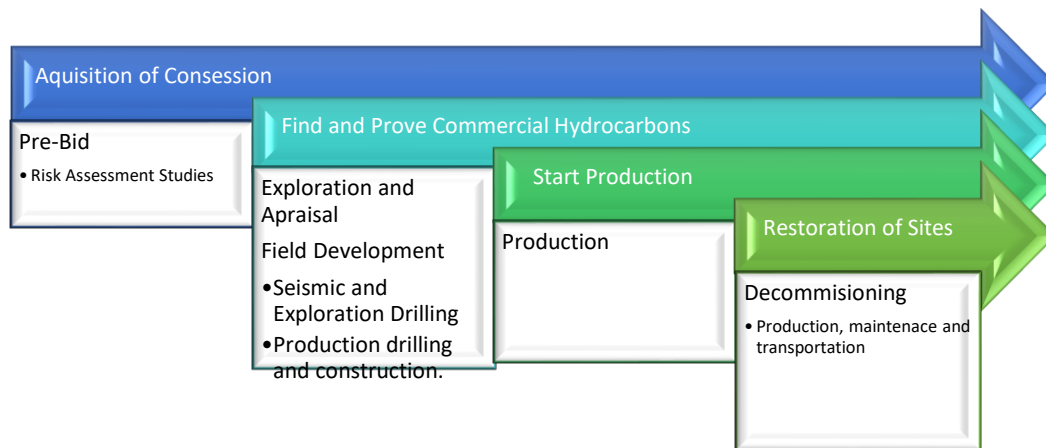 Aquisition of Consession
Pre-Bid
• Risk Assessment Studies
Find and Prove Commercial Hydrocarbons
Exploration and
Appraisal
Field Development
•Seismic and
Exploration Drilling
•Production drilling
and construction.
Start Production
Production
Restoration of Sites
Decommisioning
• Production, maintenace and
transportation